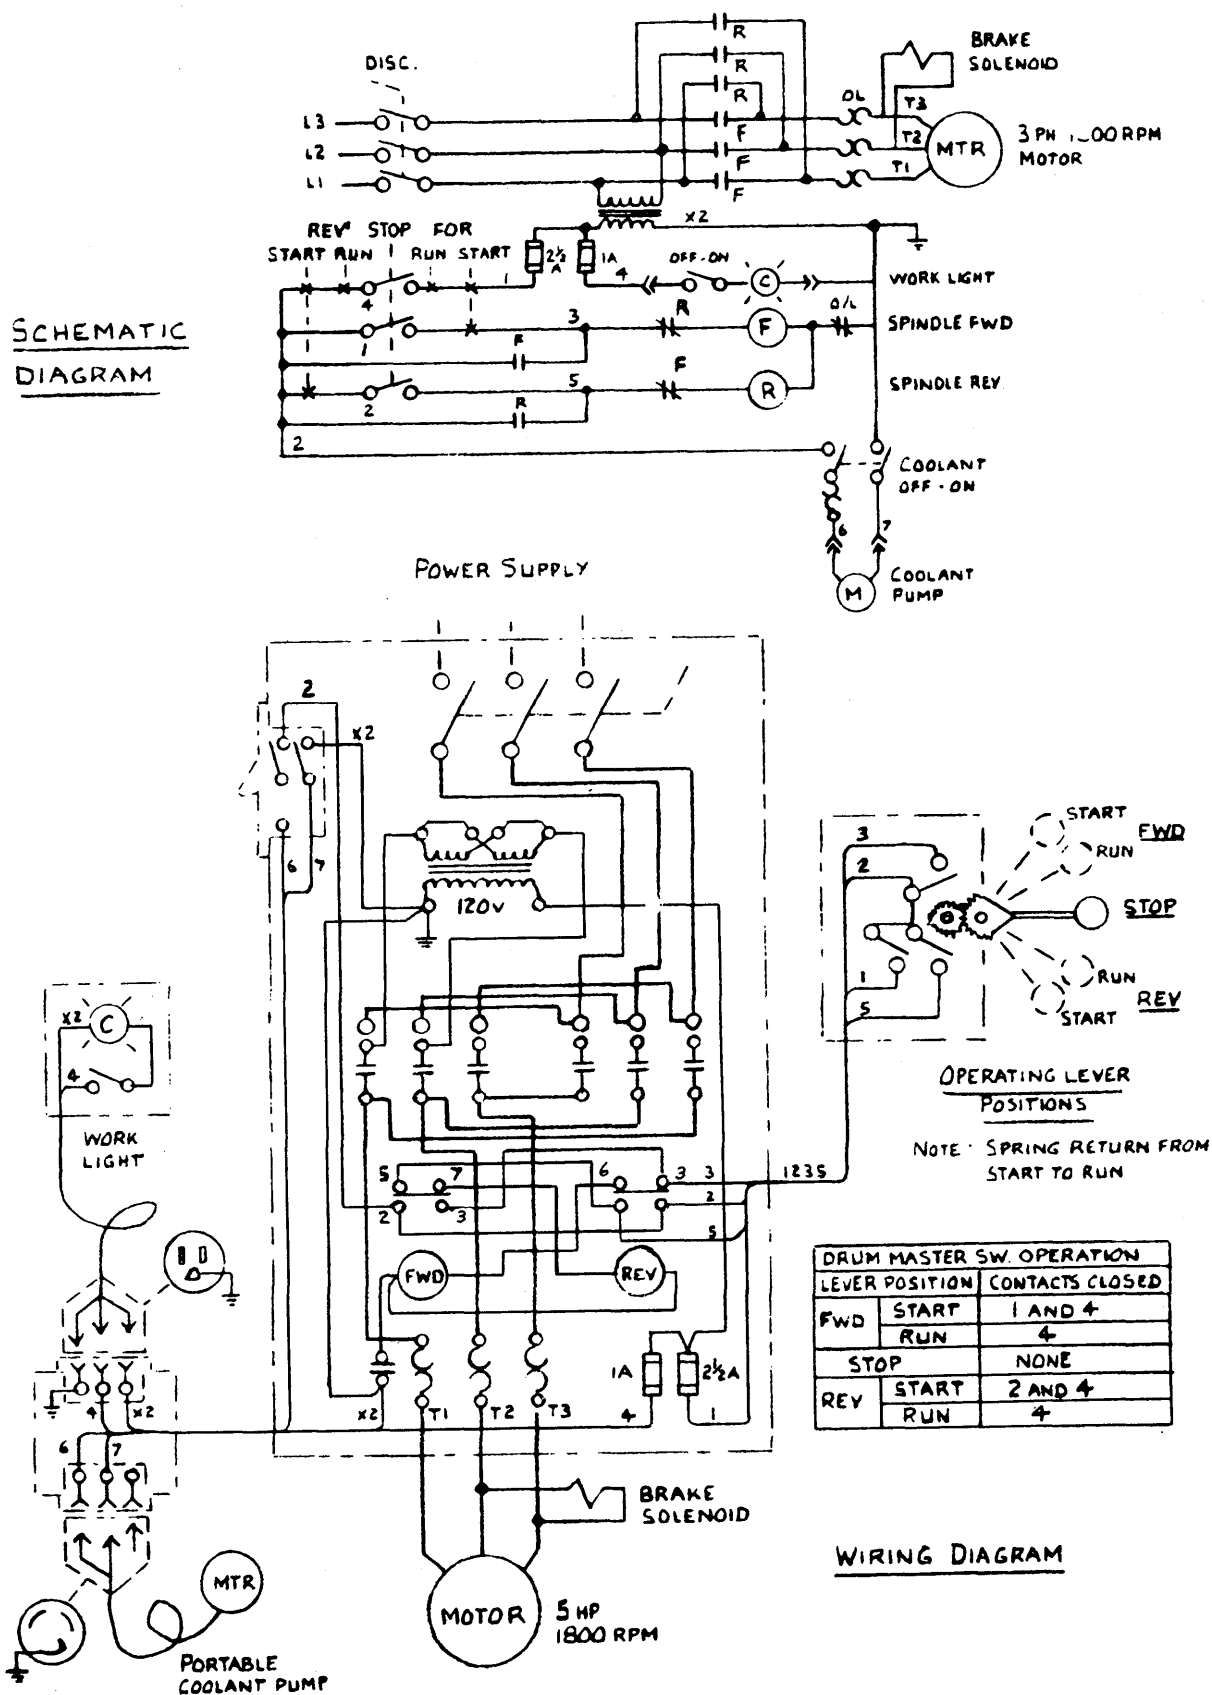 BRAKE
SOLENOID
DISC.
R
R
R
L3
L2
L1
F
F
F
OL
T3
T2
T1
MTR
3 PH
00 RPM
MOTOR
X2
REV STOP FOR
START RUN RUN START
1
2½
A
1A
4
OFF-ON
C
WORK LIGHT
4
3
R
F
O/L
SPINDLE FWD
1
F
SCHEMATIC
DIAGRAM
5
F
R
SPINDLE REV.
2
R
2
COOLANT
OFF-ON
6
7
M
COOLANT
PUMP
POWER SUPPLY
2
X2
6
7
120V
3
2
1
5
START
FWD
RUN
STOP
RUN
REV
START
OPERATING LEVER
POSITIONS
NOTE: SPRING RETURN FROM
START TO RUN
X2
C
4
WORK
LIGHT
5
7
2
3
6
3
3
2
5
1235
FWD
REV
1A
2½A
X2
T1
T2
T3
4
1
4
X2
6
7
DRUM MASTER SW. OPERATION
LEVER POSITION CONTACTS CLOSED
FWD START 1 AND 4
RUN 4
STOP NONE
REV START 2 AND 4
RUN 4
BRAKE
SOLENOID
WIRING DIAGRAM
MOTOR
5 HP
1800 RPM
MTR
PORTABLE
COOLANT PUMP